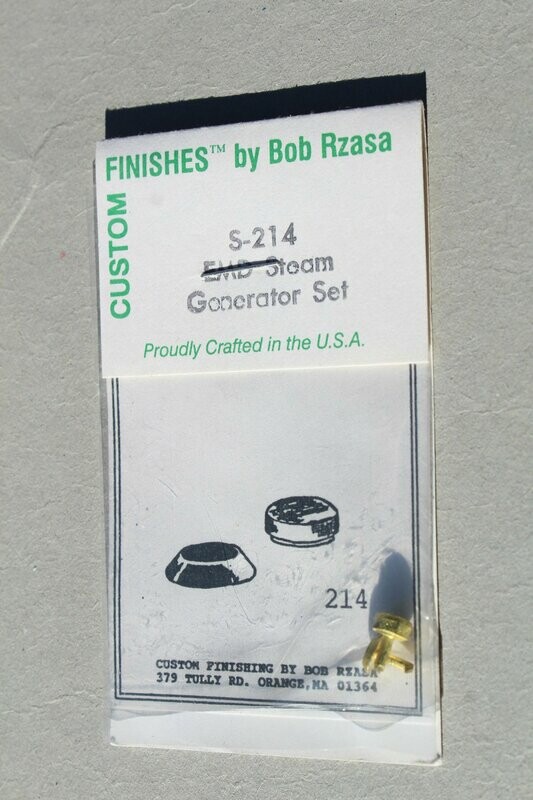 FINISHES™ by Bob Rzasa
CUSTOM
S-214
EMD Steam
Generator Set
Proudly Crafted in the U.S.A.
214
CUSTOM FINISHING BY BOB RZASA
379 TULLY RD. ORANGE, MA 01364